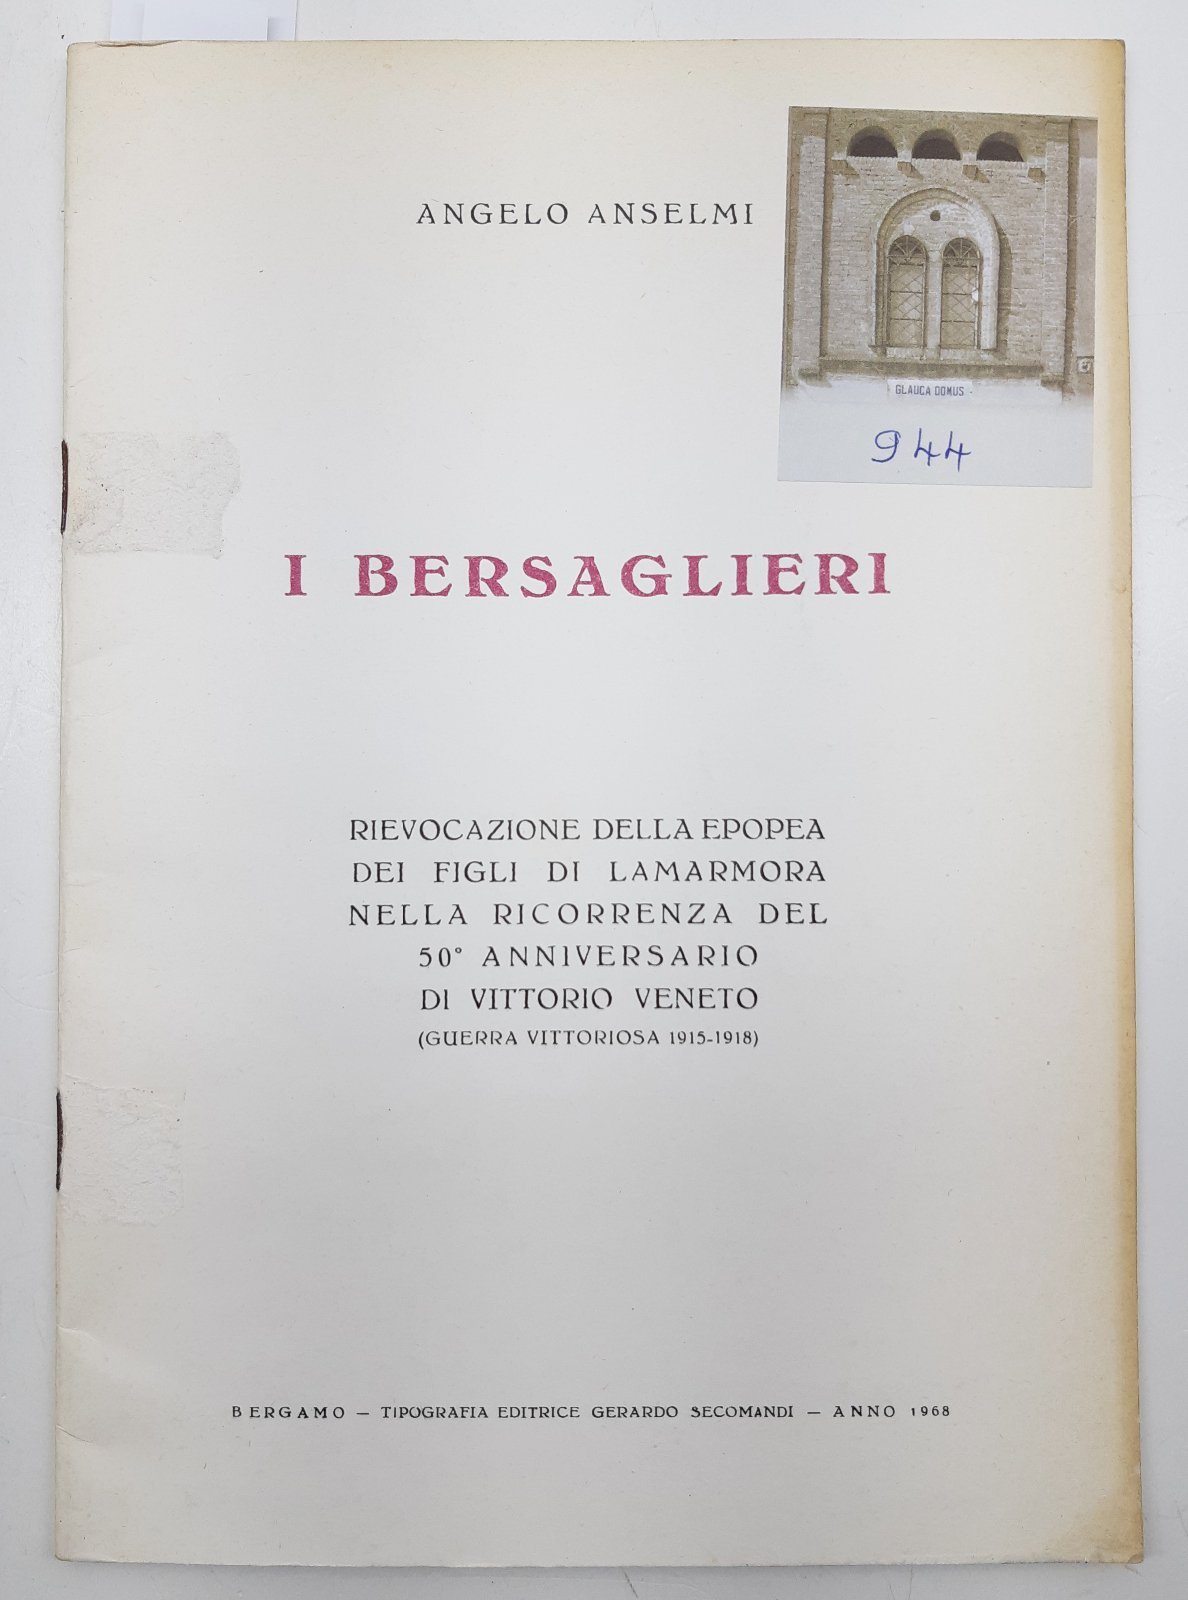 ANGELO ANSELMI
GLAUCA DOMUS
944
I BERSAGLIERI
RIEVOCAZIONE DELLA EPOPEA
DEI FIGLI DI LAMARMORA
NELLA RICORRENZA DEL
50° ANNIVERSARIO
DI VITTORIO VENETO
(GUERRA VITTORIOSA 1915-1918)
BERGAMO — TIPOGRAFIA EDITRICE GERARDO SECOMANDI — ANNO 1968